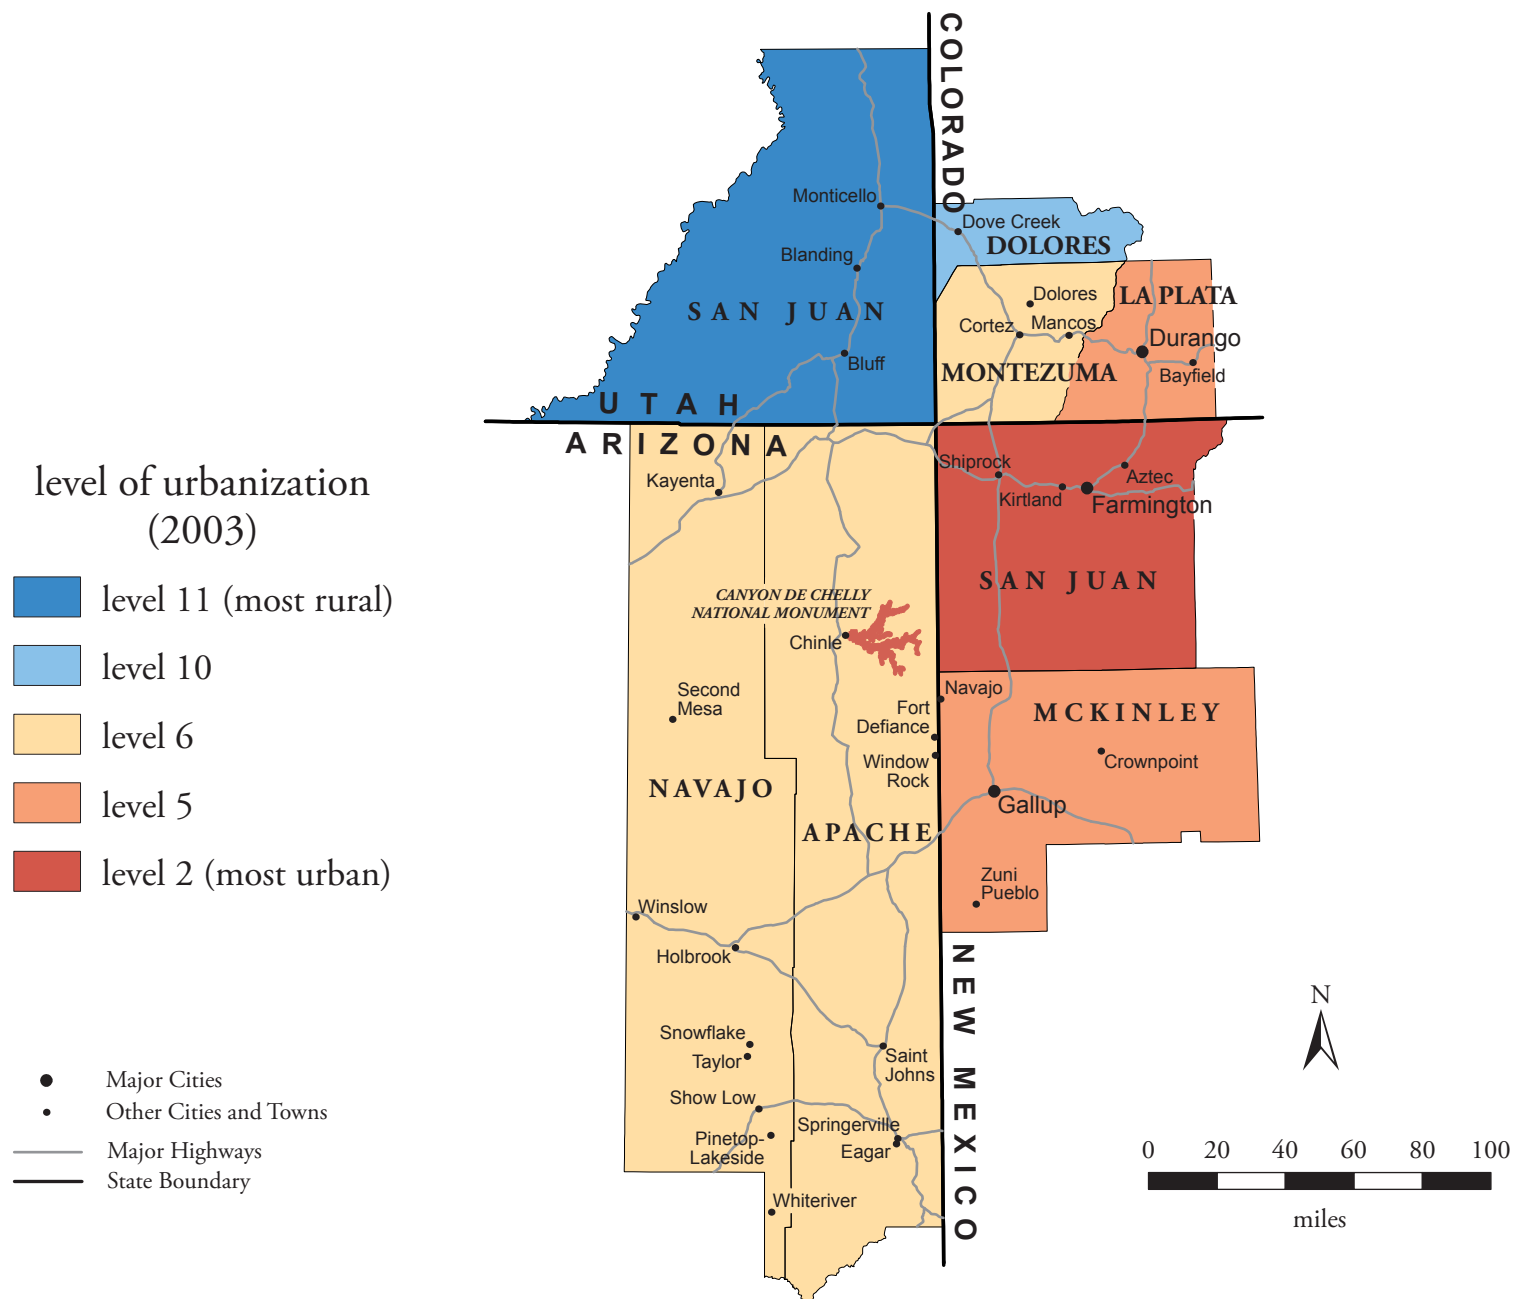 COLORADO
Monticello
Dove Creek
DOLORES
Blanding
Dolores
LA PLATA
SAN JUAN
Cortez
Mancos
Durango
Bluff
MONTEZUMA
Bayfield
UTAH
ARIZONA
level of urbanization
(2003)
level 11 (most rural)
level 10
level 6
level 5
level 2 (most urban)
Kayenta
Shiprock
Aztec
Kirtland
Farmington
SAN JUAN
CANYON DE CHELLY
NATIONAL MONUMENT
Chinle
Second
Mesa
Navajo
Fort
Defiance
MCKINLEY
Window
Rock
Crownpoint
NAVAJO
Gallup
APACHE
Zuni
Pueblo
Winslow
Holbrook
NEW MEXICO
Snowflake
Taylor
Saint
Johns
Show Low
Springerville
Pinetop-
Lakeside
Eagar
Whiteriver
Major Cities
Other Cities and Towns
Major Highways
State Boundary
N
0 20 40 60 80 100
miles